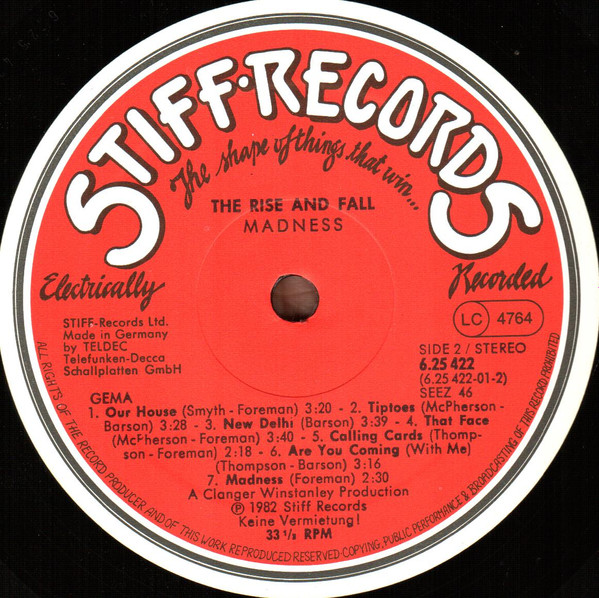 STIFF·RECORDS
The shape of things that win...
THE RISE AND FALL
MADNESS
Electrically
Recorded
LC 4764
STIFF-Records Ltd.
Made in Germany
by TELDEC
Telefunken-Decca
Schallplatten GmbH
SIDE 2 / STEREO
6.25 422
(6.25 422-01-2)
SEEZ 46
GEMA
1. Our House (Smyth - Foreman) 3:20 - 2. Tiptoes (McPherson -
Barson) 3:28 - 3. New Delhi (Barson) 3:39 - 4. That Face
(McFherson - Foreman) 3:40 - 5. Calling Cards (Thomp-
son - Foreman) 2:18 - 6. Are You Coming (With Me)
(Thompson - Barson) 3:16
7. Madness (Foreman) 2:30
A Clanger Winstanley Production
Ⓟ 1982 Stiff Records
Keine Vermietung!
33 1/3 RPM
ALL RIGHTS OF THE RECORD PRODUCER AND OF THIS WORK REPRODUCED RESERVED·COPYING, PUBLIC PERFORMANCE & BROADCASTING OF THIS RECORD PROHIBITED